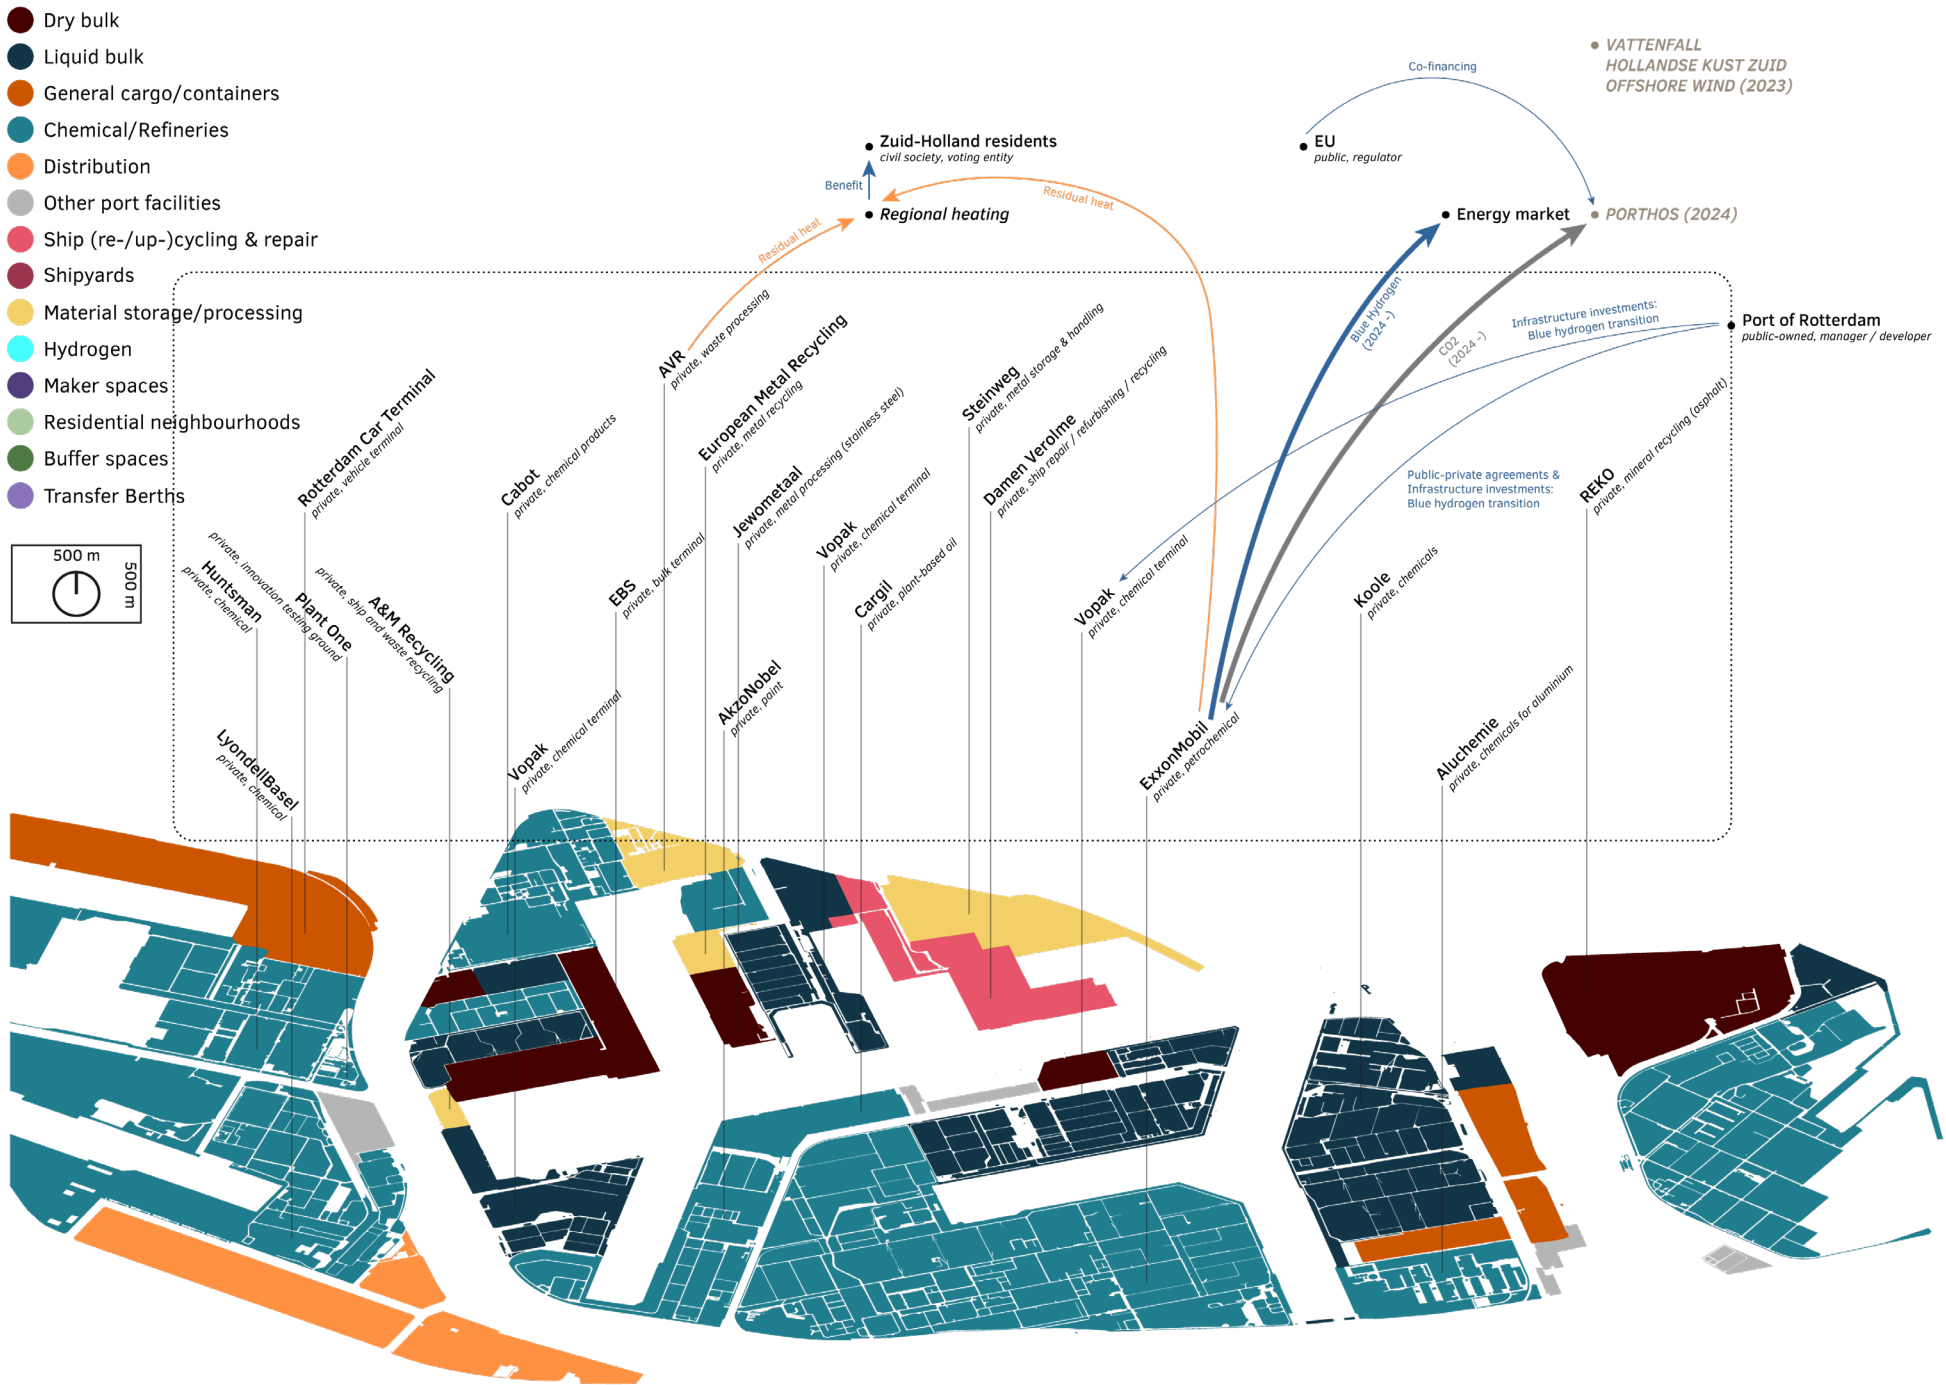 Dry bulk
Liquid bulk
General cargo/containers
Chemical/Refineries
Distribution
Other port facilities
Ship (re-/up-)cycling & repair
Shipyards
Material storage/processing
Hydrogen
Maker spaces
Residential neighbourhoods
Buffer spaces
Transfer Berths
500 m
500 m
VATTENFALL
HOLLANDSE KUST ZUID
OFFSHORE WIND (2023)
Co-financing
Zuid-Holland residents
civil society, voting entity
EU
public, regulator
Benefit
Residual heat
Residual heat
Regional heating
Energy market
PORTHOS (2024)
Blue Hydrogen
(2024 -)
CO2
(2024 -)
Infrastructure investments:
Blue hydrogen transition
Port of Rotterdam
public-owned, manager / developer
Public-private agreements &
Infrastructure investments:
Blue hydrogen transition
Huntsman
private, chemical
LyondellBasel
private, chemical
Rotterdam Car Terminal
private, vehicle terminal
private, innovation testing ground
Plant One
A&M Recycling
private, ship and waste recycling
Cabot
private, chemical products
Vopak
private, chemical terminal
EBS
private, bulk terminal
AVR
private, waste processing
European Metal Recycling
private, metal recycling
Jewometaal
private, metal processing (stainless steel)
AkzoNobel
private, paint
Vopak
private, chemical terminal
Cargil
private, plant-based oil
Steinweg
private, metal storage & handling
Damen Verolme
private, ship repair / refurbishing / recycling
Vopak
private, chemical terminal
ExxonMobil
private, petrochemical
Koole
private, chemicals
Aluchemie
private, chemicals for aluminium
REKO
private, mineral recycling (asphalt)